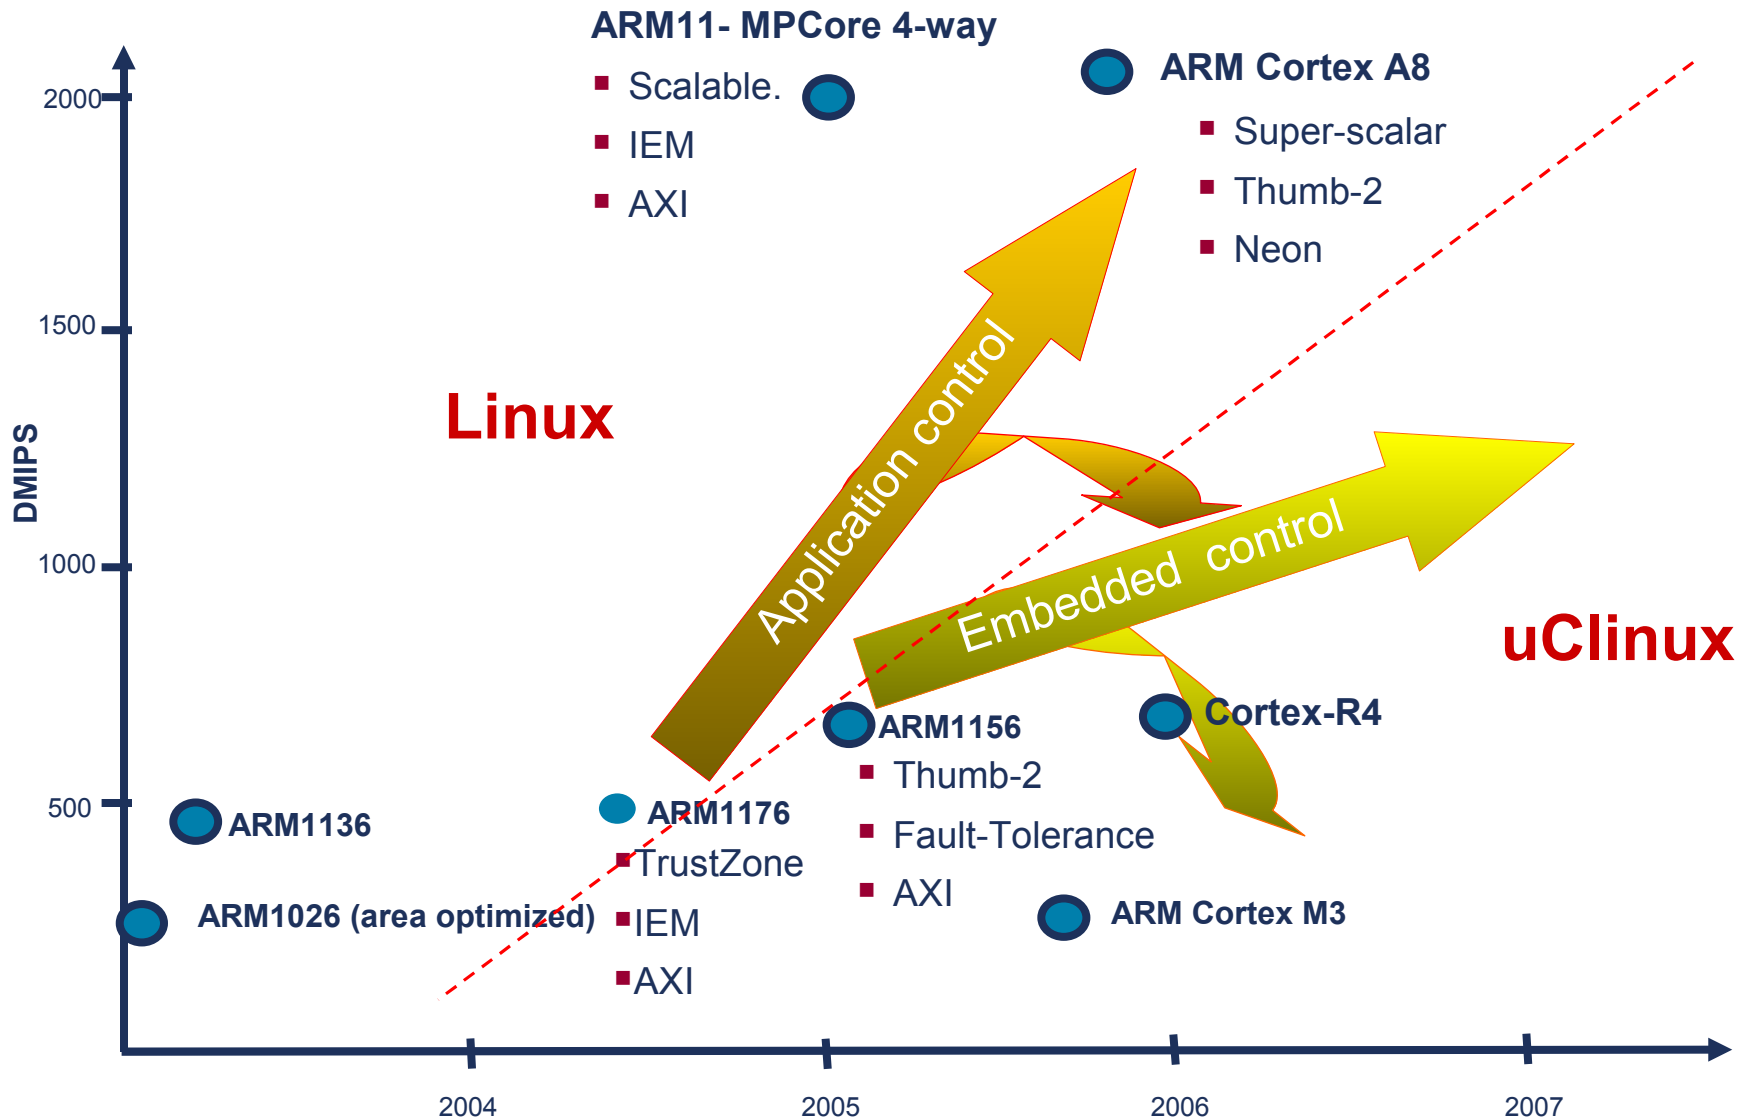 ARM11- MPCore 4-way
Scalable.
IEM
AXI
ARM Cortex A8
Super-scalar
Thumb-2
Neon
2000
1500
1000
500
DMIPS
Linux
Application control
Embedded control
uClinux
ARM1136
ARM1026 (area optimized)
ARM1176
TrustZone
IEM
AXI
ARM1156
Thumb-2
Fault-Tolerance
AXI
Cortex-R4
ARM Cortex M3
2004
2005
2006
2007